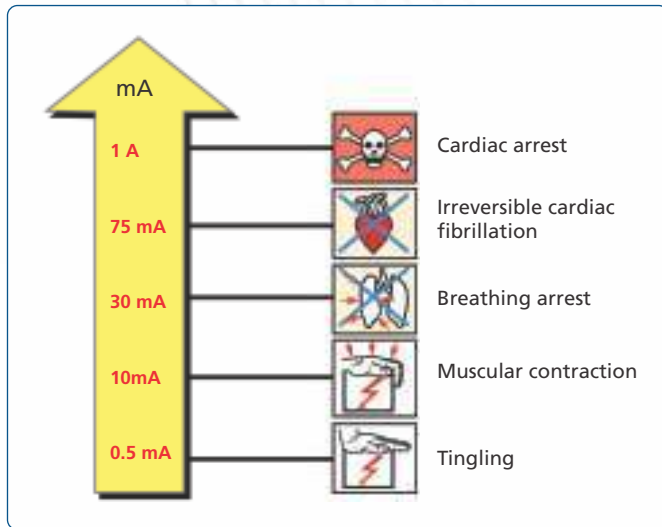 mA
1 A
Cardiac arrest
75 mA
Irreversible cardiac
fibrillation
30 mA
Breathing arrest
10mA
Muscular contraction
0.5 mA
Tingling